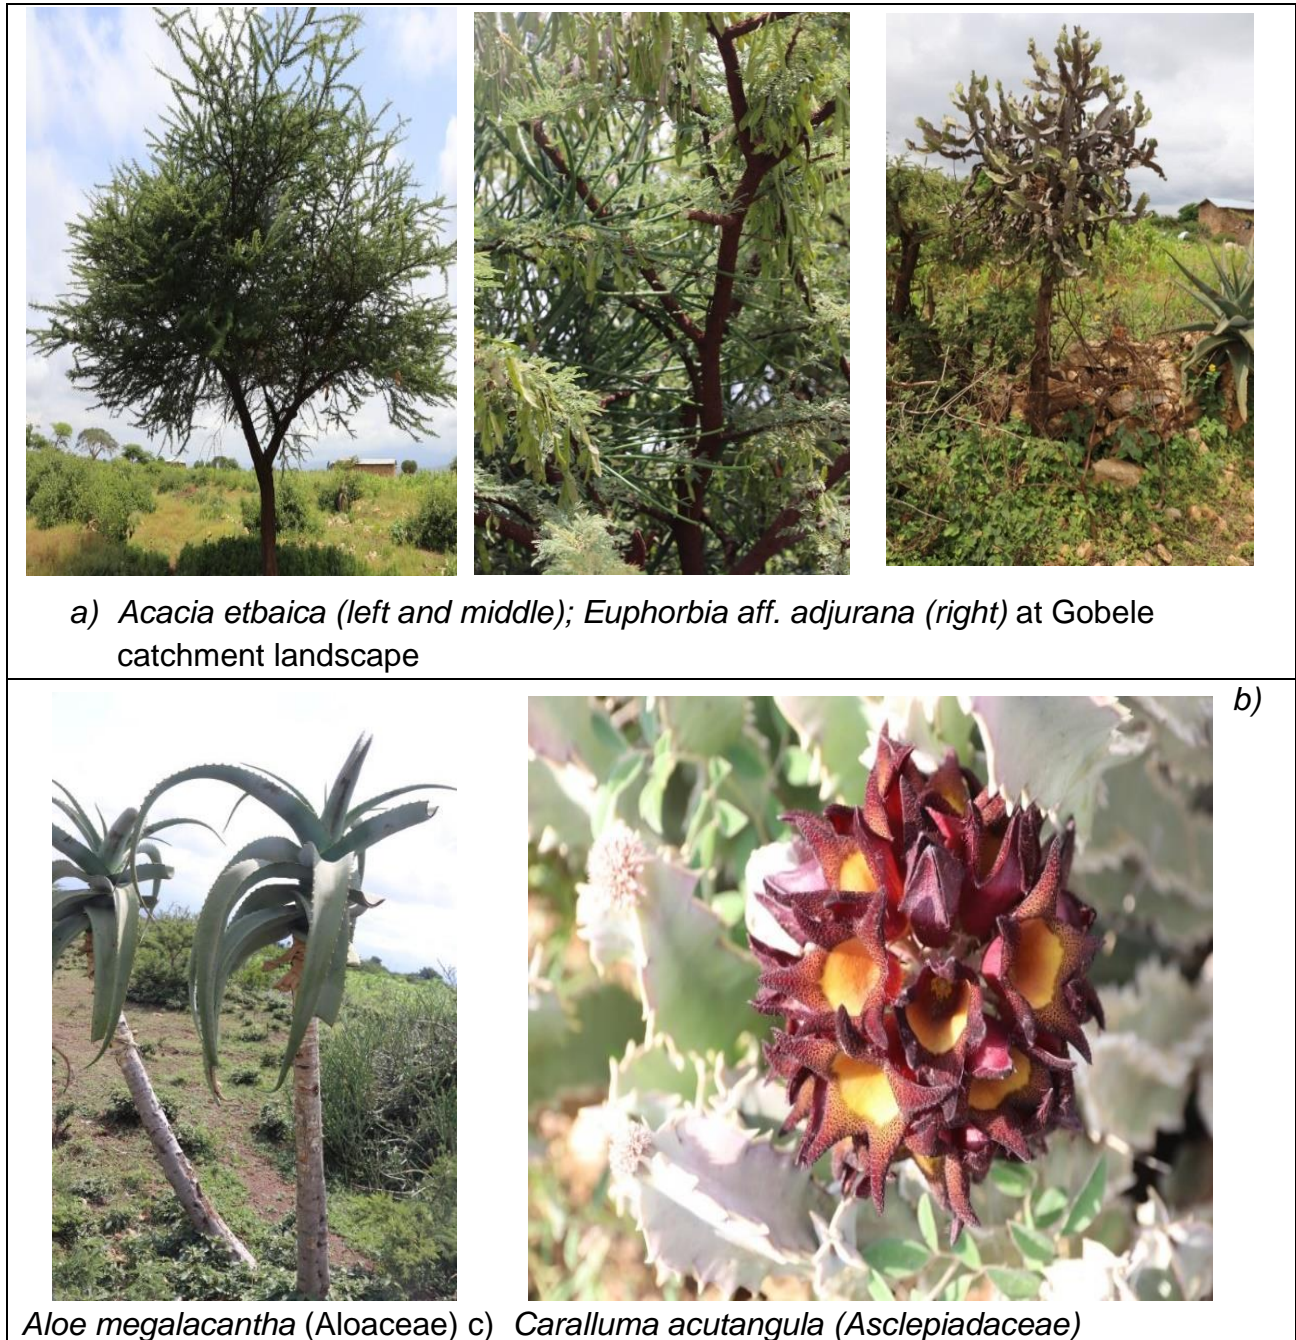 a) Acacia etbaica (left and middle); Euphorbia aff. adjurana (right) at Gobele
catchment landscape
b)
Aloe megalacantha (Aloaceae) c) Caralluma acutangula (Asclepiadaceae)